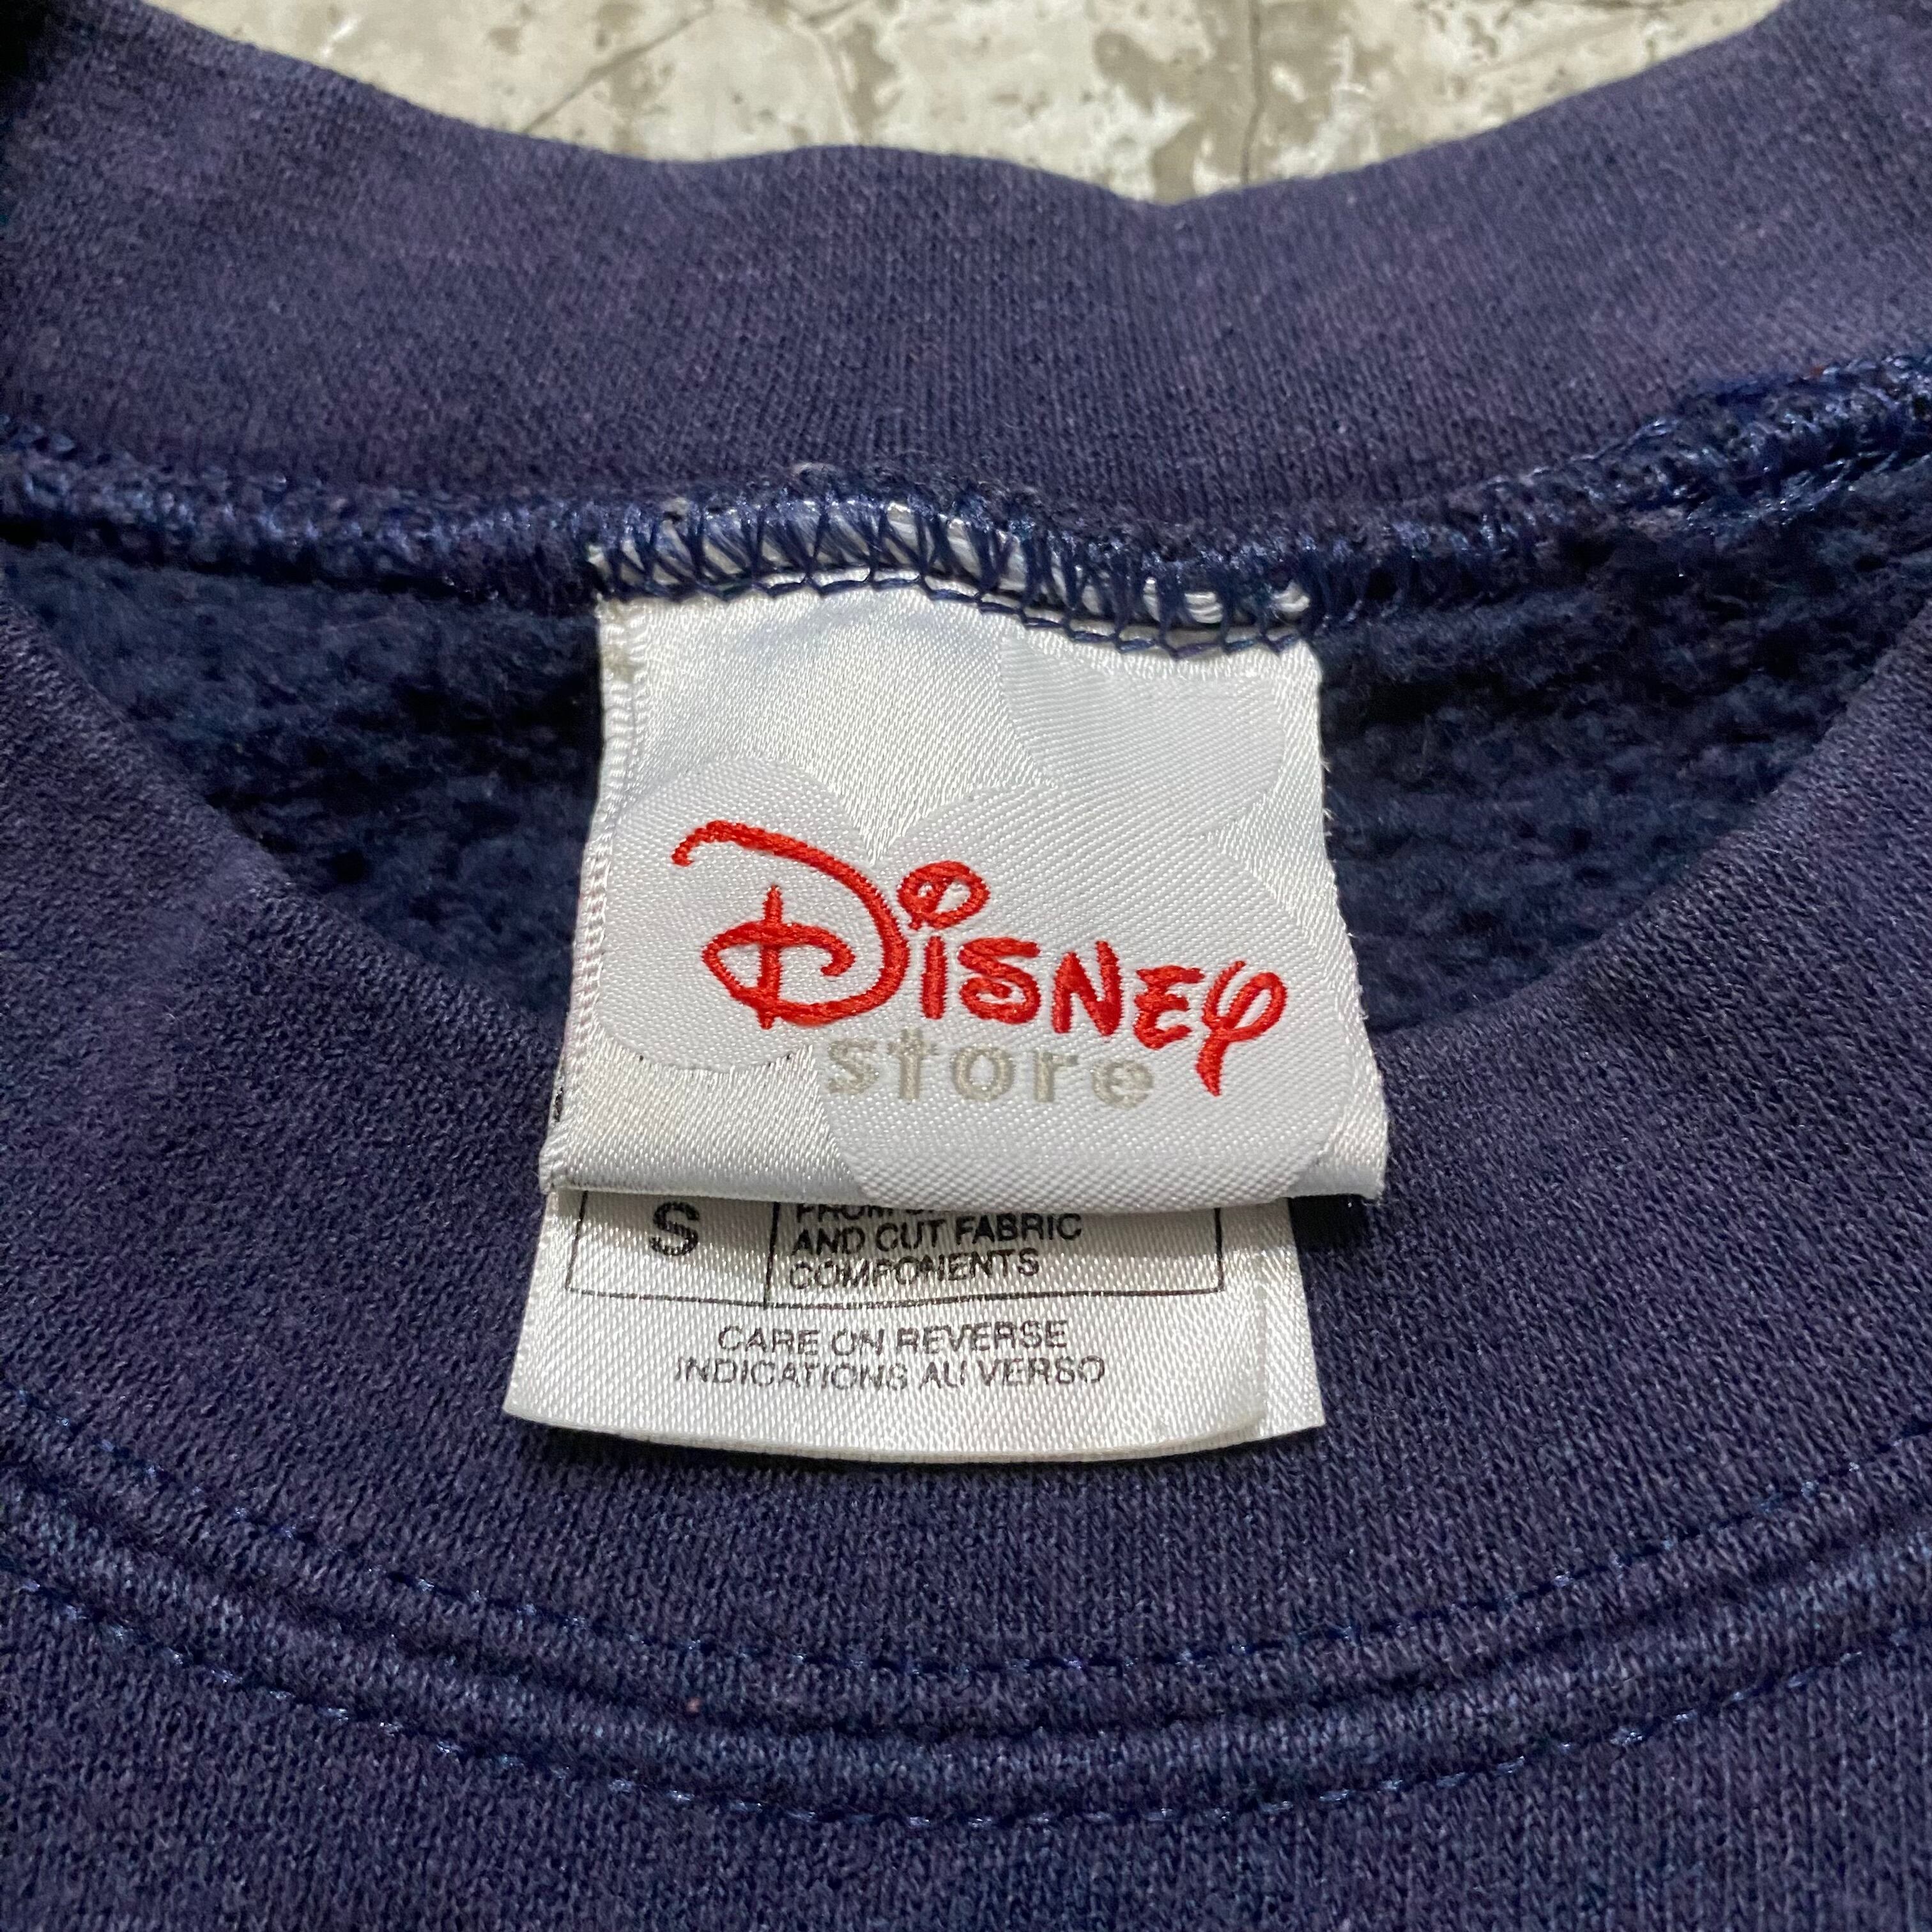 Disney
store
S
AND CUT FABRIC
COMPONENTS
CARE ON REVERSE
INDICATIONS AU VERSO